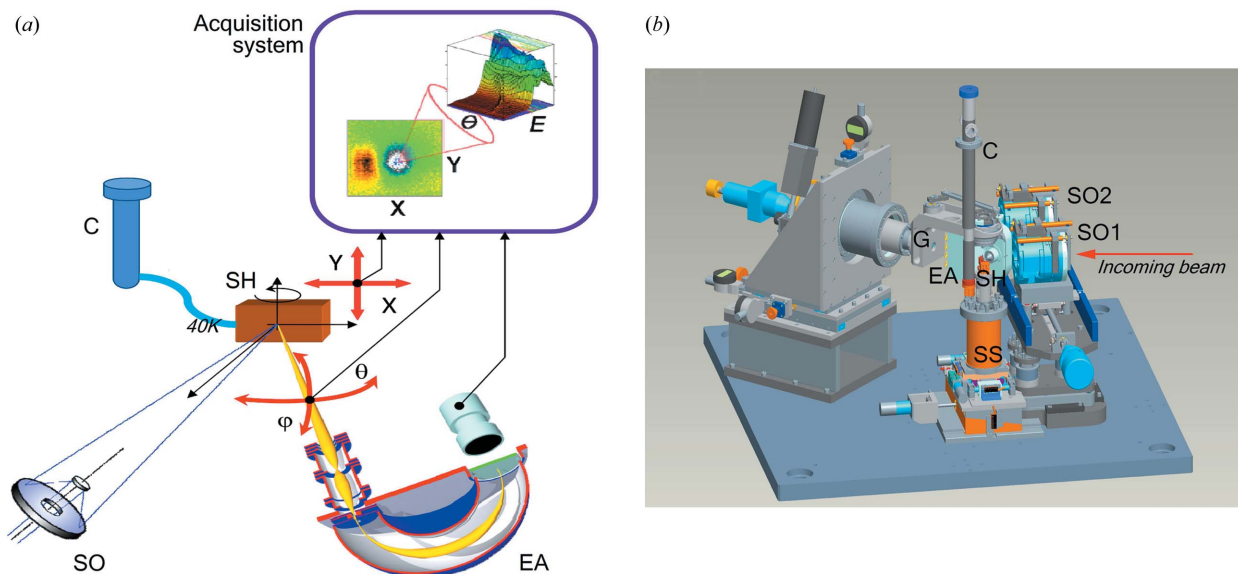 (a)
Acquisition
system
Θ
E
Y
X
C
SH
Y
X
40K
θ
φ
SO
EA
(b)
C
SO2
SO1
G
EA
SH
Incoming beam
SS